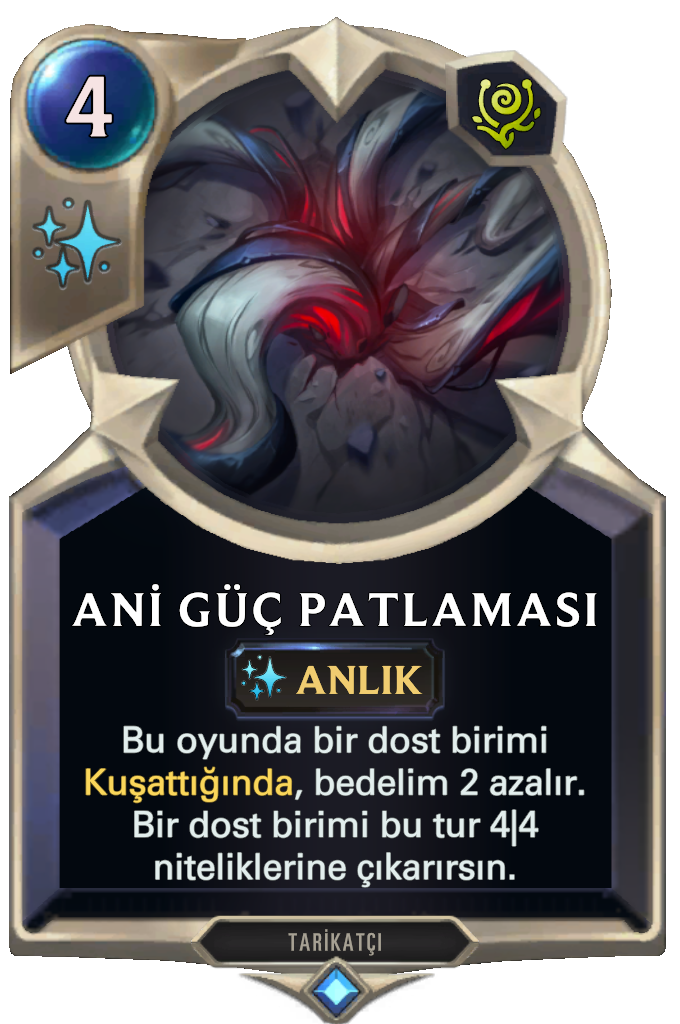 4
ANİ GÜÇ PATLAMASI
ANLIK
Bu oyunda bir dost birimi
Kuşattığında, bedelim 2 azalır.
Bir dost birimi bu tur 4|4
niteliklerine çıkarırsın.
TARİKATÇI